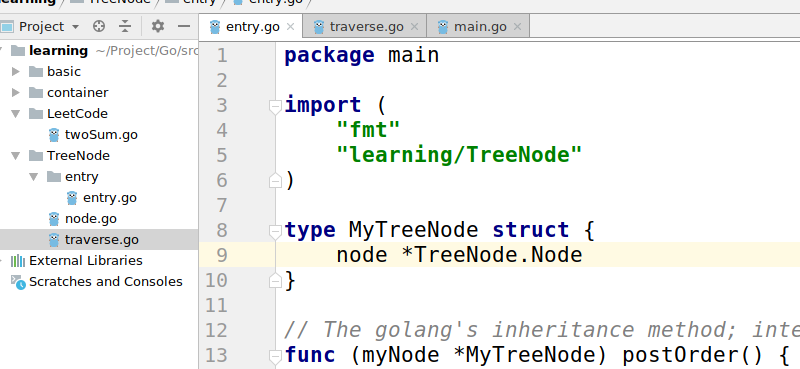 learning TreeNode entry entry.go
Project
entry.go traverse.go main.go
learning ~/Project/Go/src
basic
container
LeetCode
twoSum.go
TreeNode
entry
entry.go
node.go
traverse.go
External Libraries
Scratches and Consoles
1 package main
2
3 import (
4 "fmt"
5 "learning/TreeNode"
6 )
7
8 type MyTreeNode struct {
9 node *TreeNode.Node
10 }
11
12 // The golang's inheritance method; inte
13 func (myNode *MyTreeNode) postOrder() {